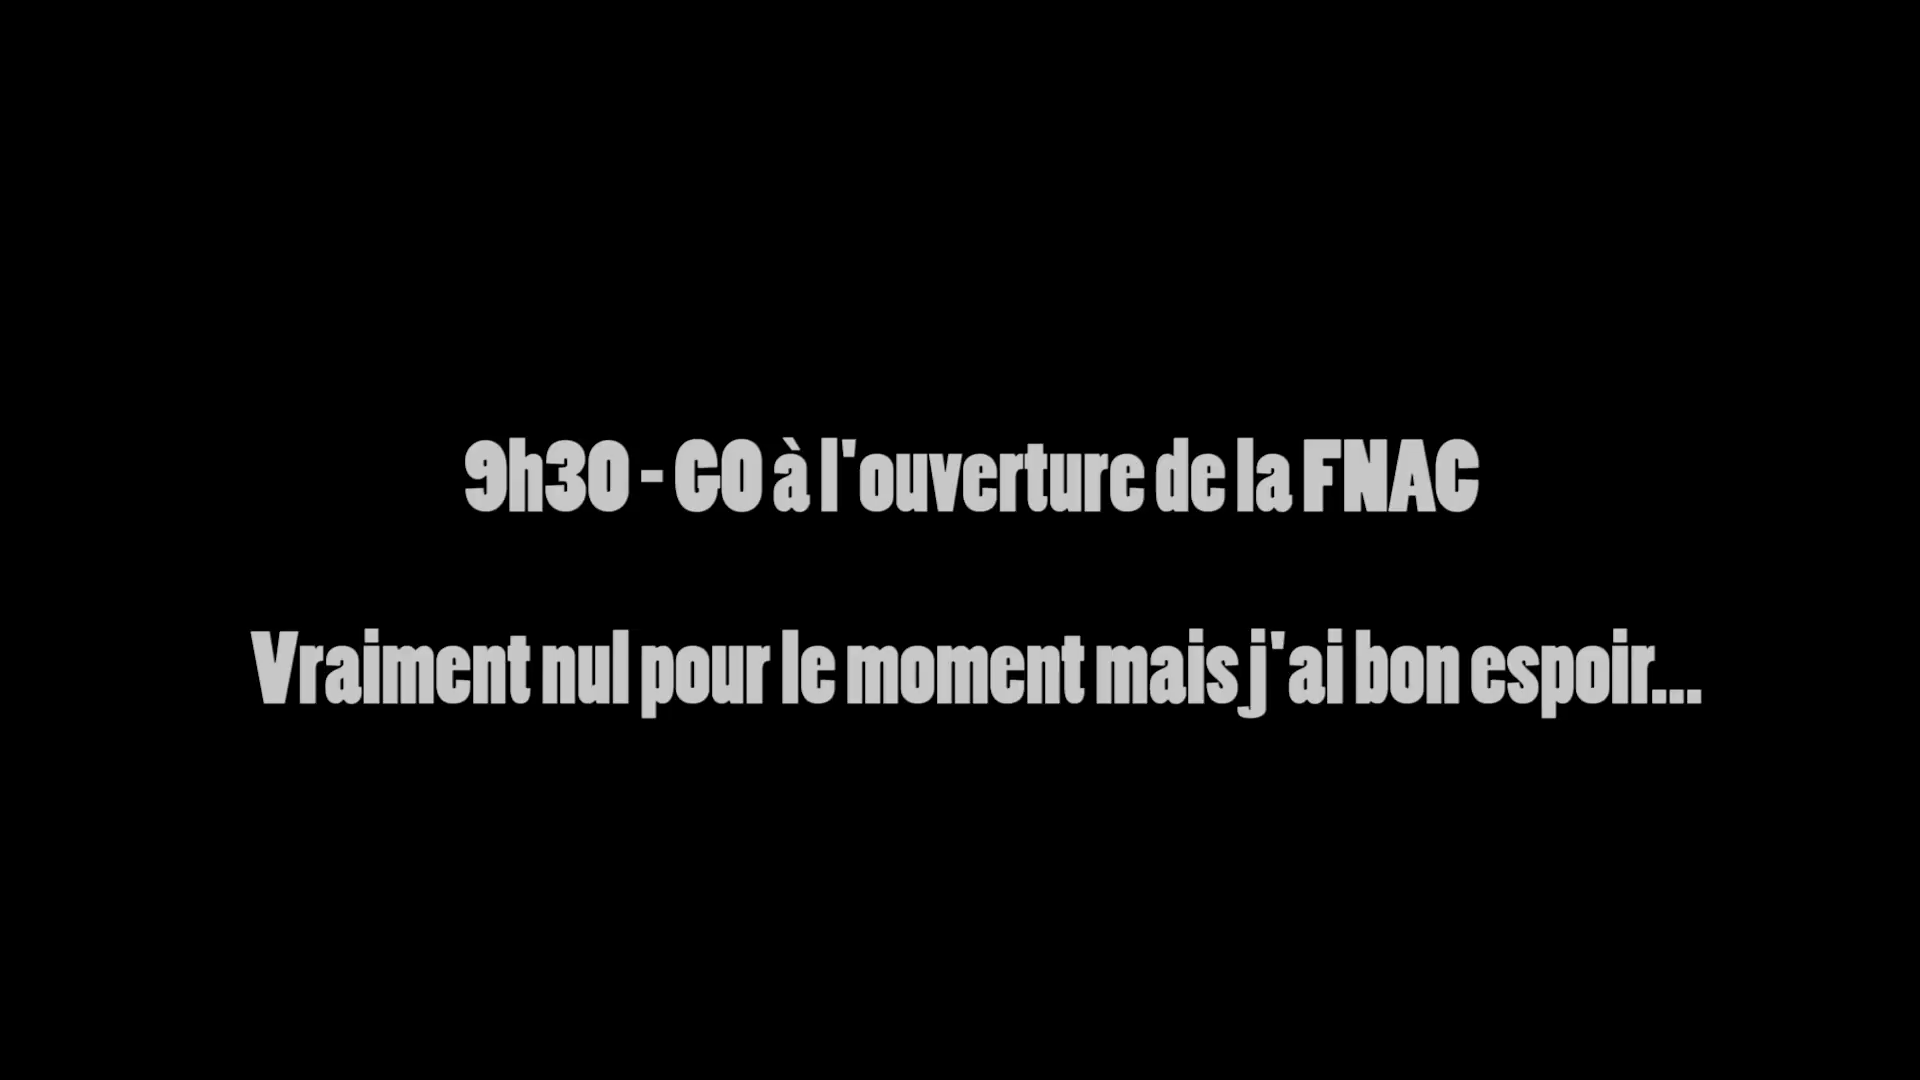 9h30 - GO à l'ouverture de la FNAC
Vraiment nul pour le moment mais j'ai bon espoir...